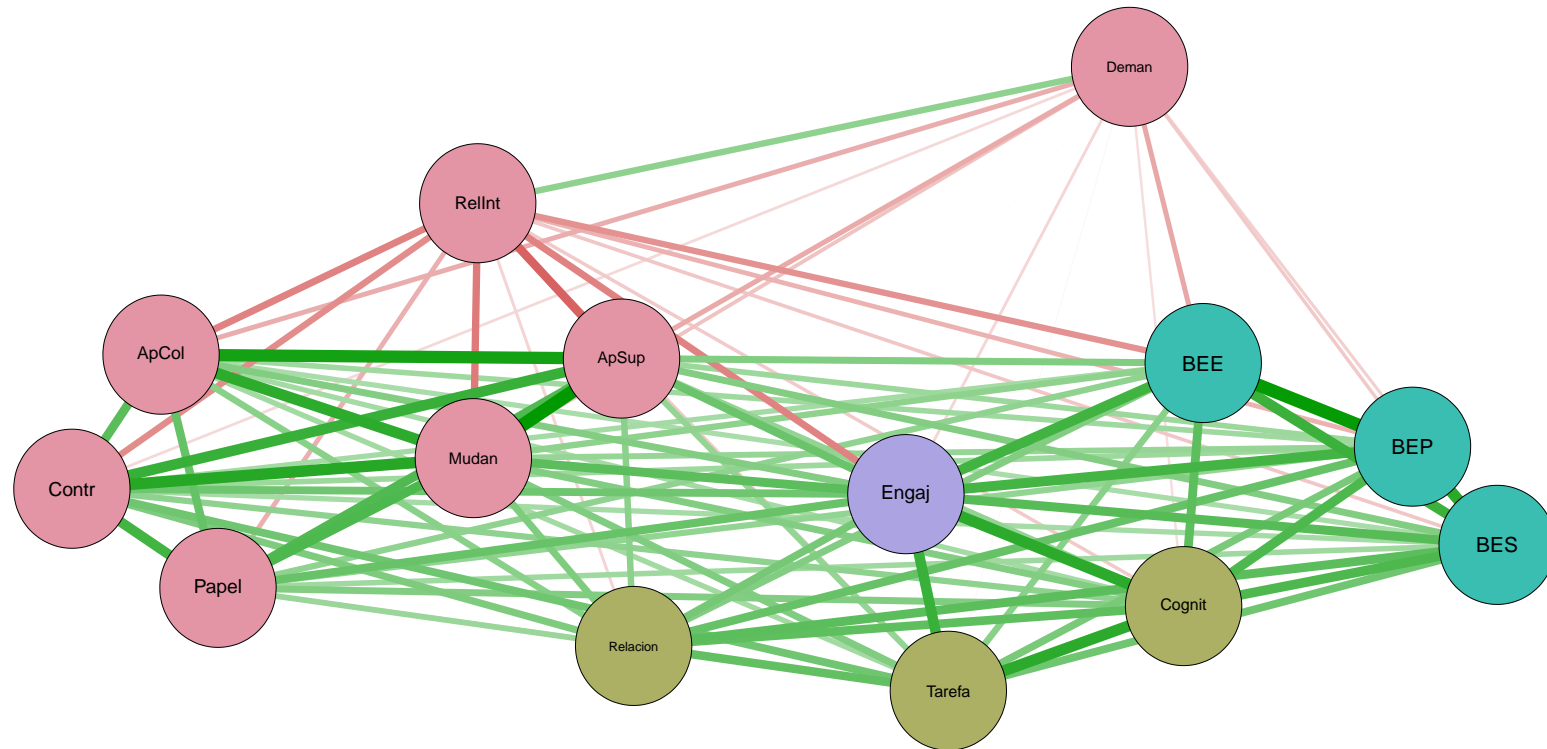 Deman
RelInt
ApCol
ApSup
BEE
BEP
Mudan
Contr
Engaj
BES
Papel
Cognit
Relacion
Tarefa